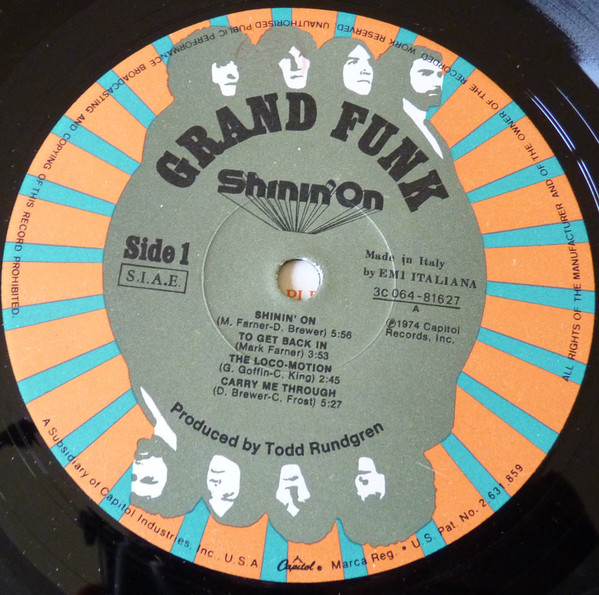 GRAND FUNK
Shinin' On
Side 1
S.I.A.E.
Made in Italy
by EMI ITALIANA
3C 064-81627
A
℗1974 Capitol
Records, Inc.
SHININ' ON
(M. Farner-D. Brewer) 5:56
TO GET BACK IN
(Mark Farner) 3:53
THE LOCO-MOTION
(G. Goffin-C. King) 2:45
CARRY ME THROUGH
(D. Brewer-C. Frost) 5:27
Produced by Todd Rundgren
A Subsidiary of Capitol Industries, Inc., U.S.A. Capitol ® Marca Reg. • U.S. Pat. No. 2.631.859
ALL RIGHTS OF THE MANUFACTURER AND OF THE OWNER OF THE RECORDED WORK RESERVED UNAUTHORISED PUBLIC PERFORMANCE BROADCASTING AND COPYING OF THIS RECORD PROHIBITED.